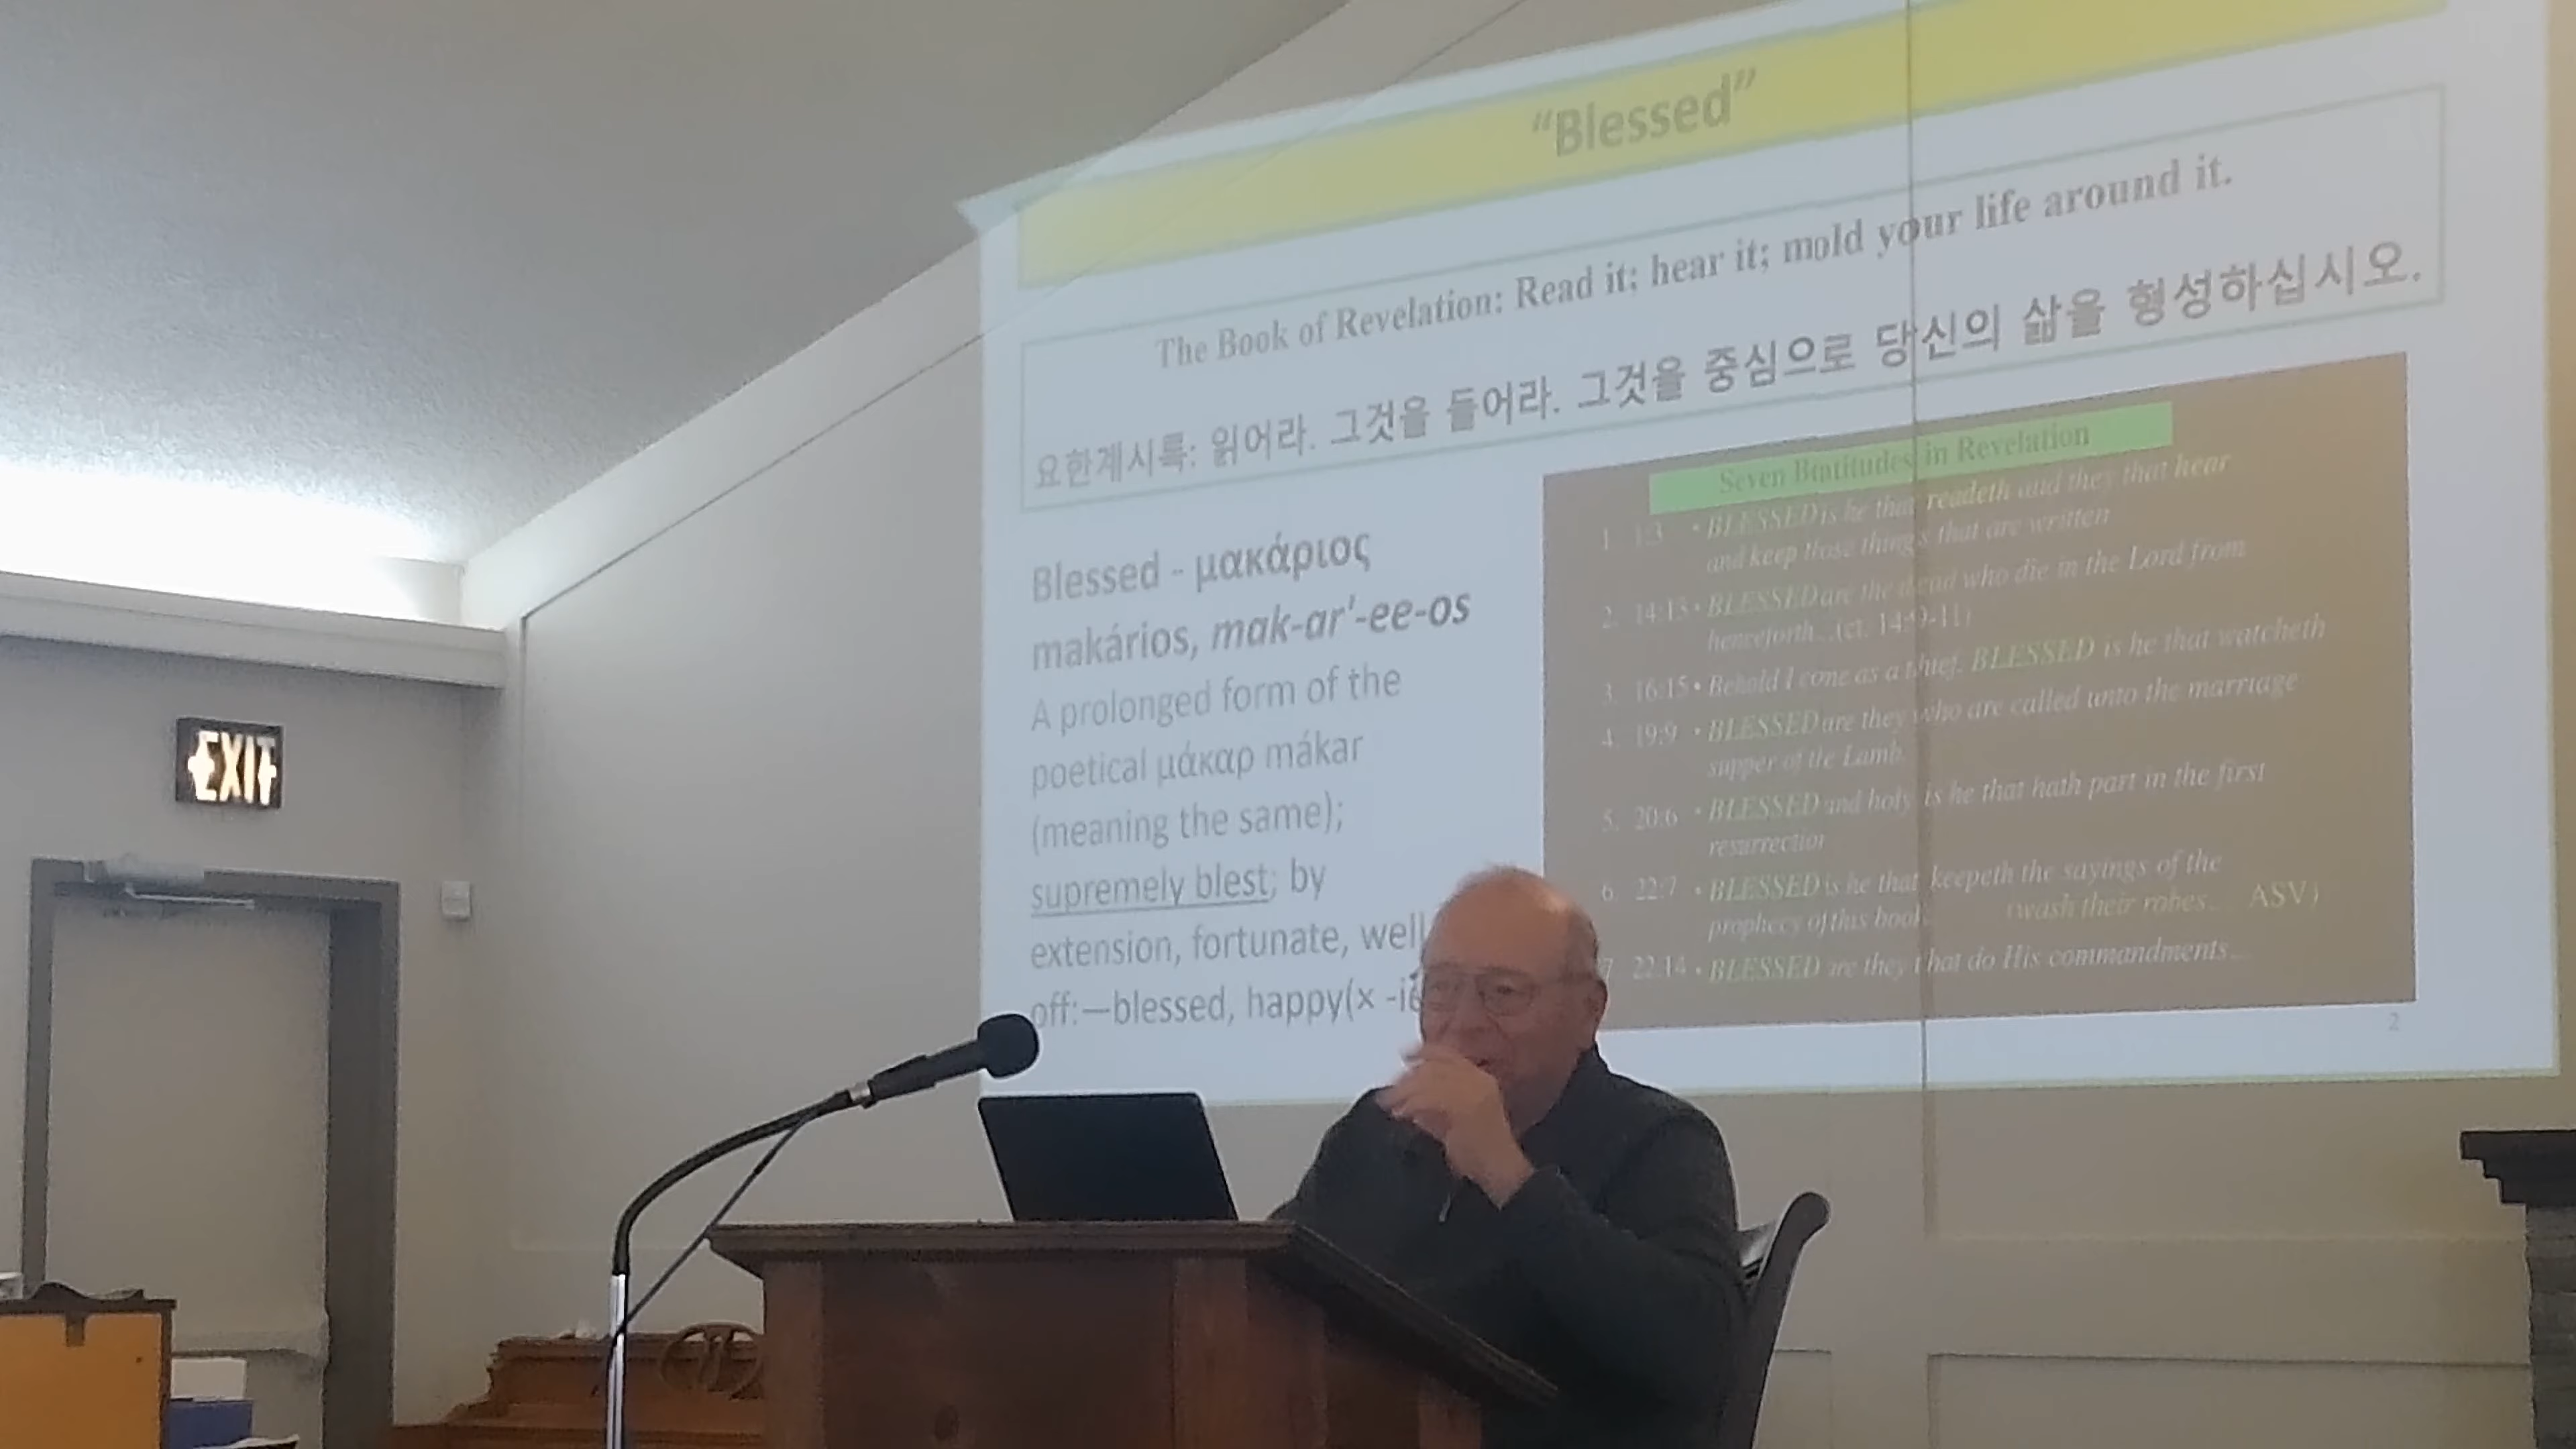 “Blessed”
The Book of Revelation: Read it; hear it; mold your life around it.
요한계시록: 읽어라. 그것을 들어라. 그것을 중심으로 당신의 삶을 형성하십시오.
Blessed - μακάριος
makários, mak-ar'-ee-os
A prolonged form of the
poetical μάκαρ mákar
(meaning the same);
supremely blest; by
extension, fortunate, well
off:—blessed, happy(x -i
Seven in Revelation
1. 1:3 • BLESSED is he that readeth and they that hear
and keep those things that are written
2. 14:13 • BLESSED are the dead who die in the Lord from
henceforth...(cf. 14:9-11)
3. 16:15 • Behold I come as a thief. BLESSED is he that watcheth
4. 19:9 • BLESSED are they who are called unto the marriage
supper of the Lamb
5. 20:6 • BLESSED and holy is he that hath part in the first
resurrection
6. 22:7 • BLESSED is he that keepeth the sayings of the
prophecy of this book (wash their robes... ASV)
7. 22:14 • BLESSED are they that do His commandments...
2
EXIT